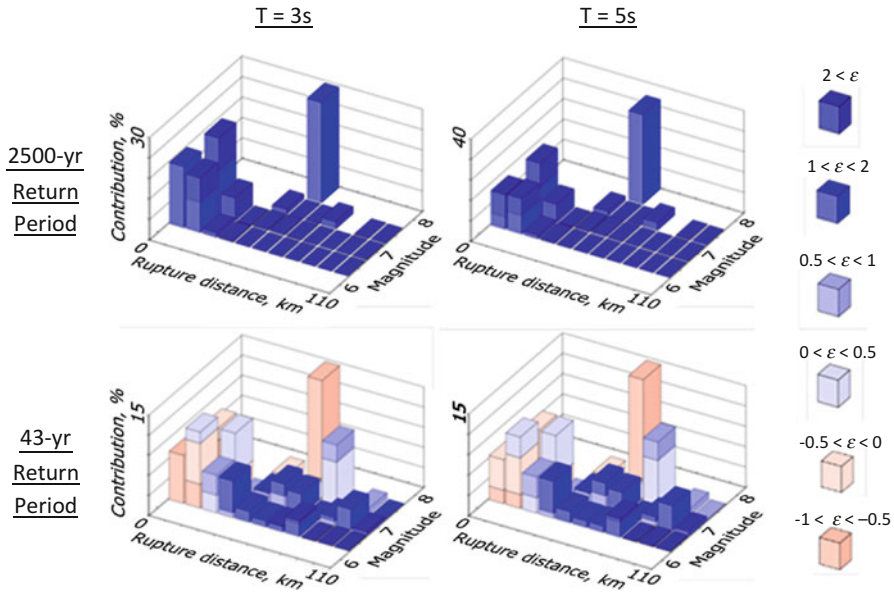 T = 3s
T = 5s
2500-yr
Return
Period
43-yr
Return
Period
Contribution, %
30
0
Rupture distance, km
110
6
7
8
Magnitude
Contribution, %
40
0
Rupture distance, km
110
6
7
8
Magnitude
Contribution, %
15
0
Rupture distance, km
110
6
7
8
Magnitude
Contribution, %
15
0
Rupture distance, km
110
6
7
8
Magnitude
2 < ε
1 < ε < 2
0.5 < ε < 1
0 < ε < 0.5
-0.5 < ε < 0
-1 < ε < –0.5